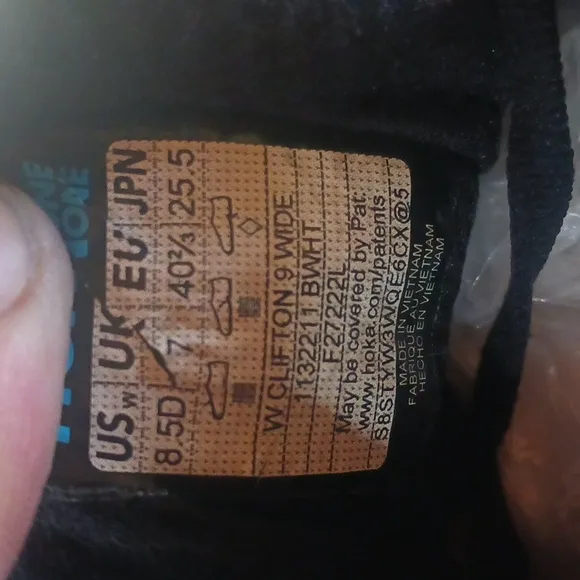 US w UK EU JPN
8.5D 7 40⅔ 25.5
W CLIFTON 9 WIDE
1132211 BWHT
F27222L
May be covered by Pat:
www.hoka.com/patents
S8STYW3WQE6CX@5
MADE IN VIETNAM
FABRIQUÉ AU VIETNAM
HECHO EN VIETNAM